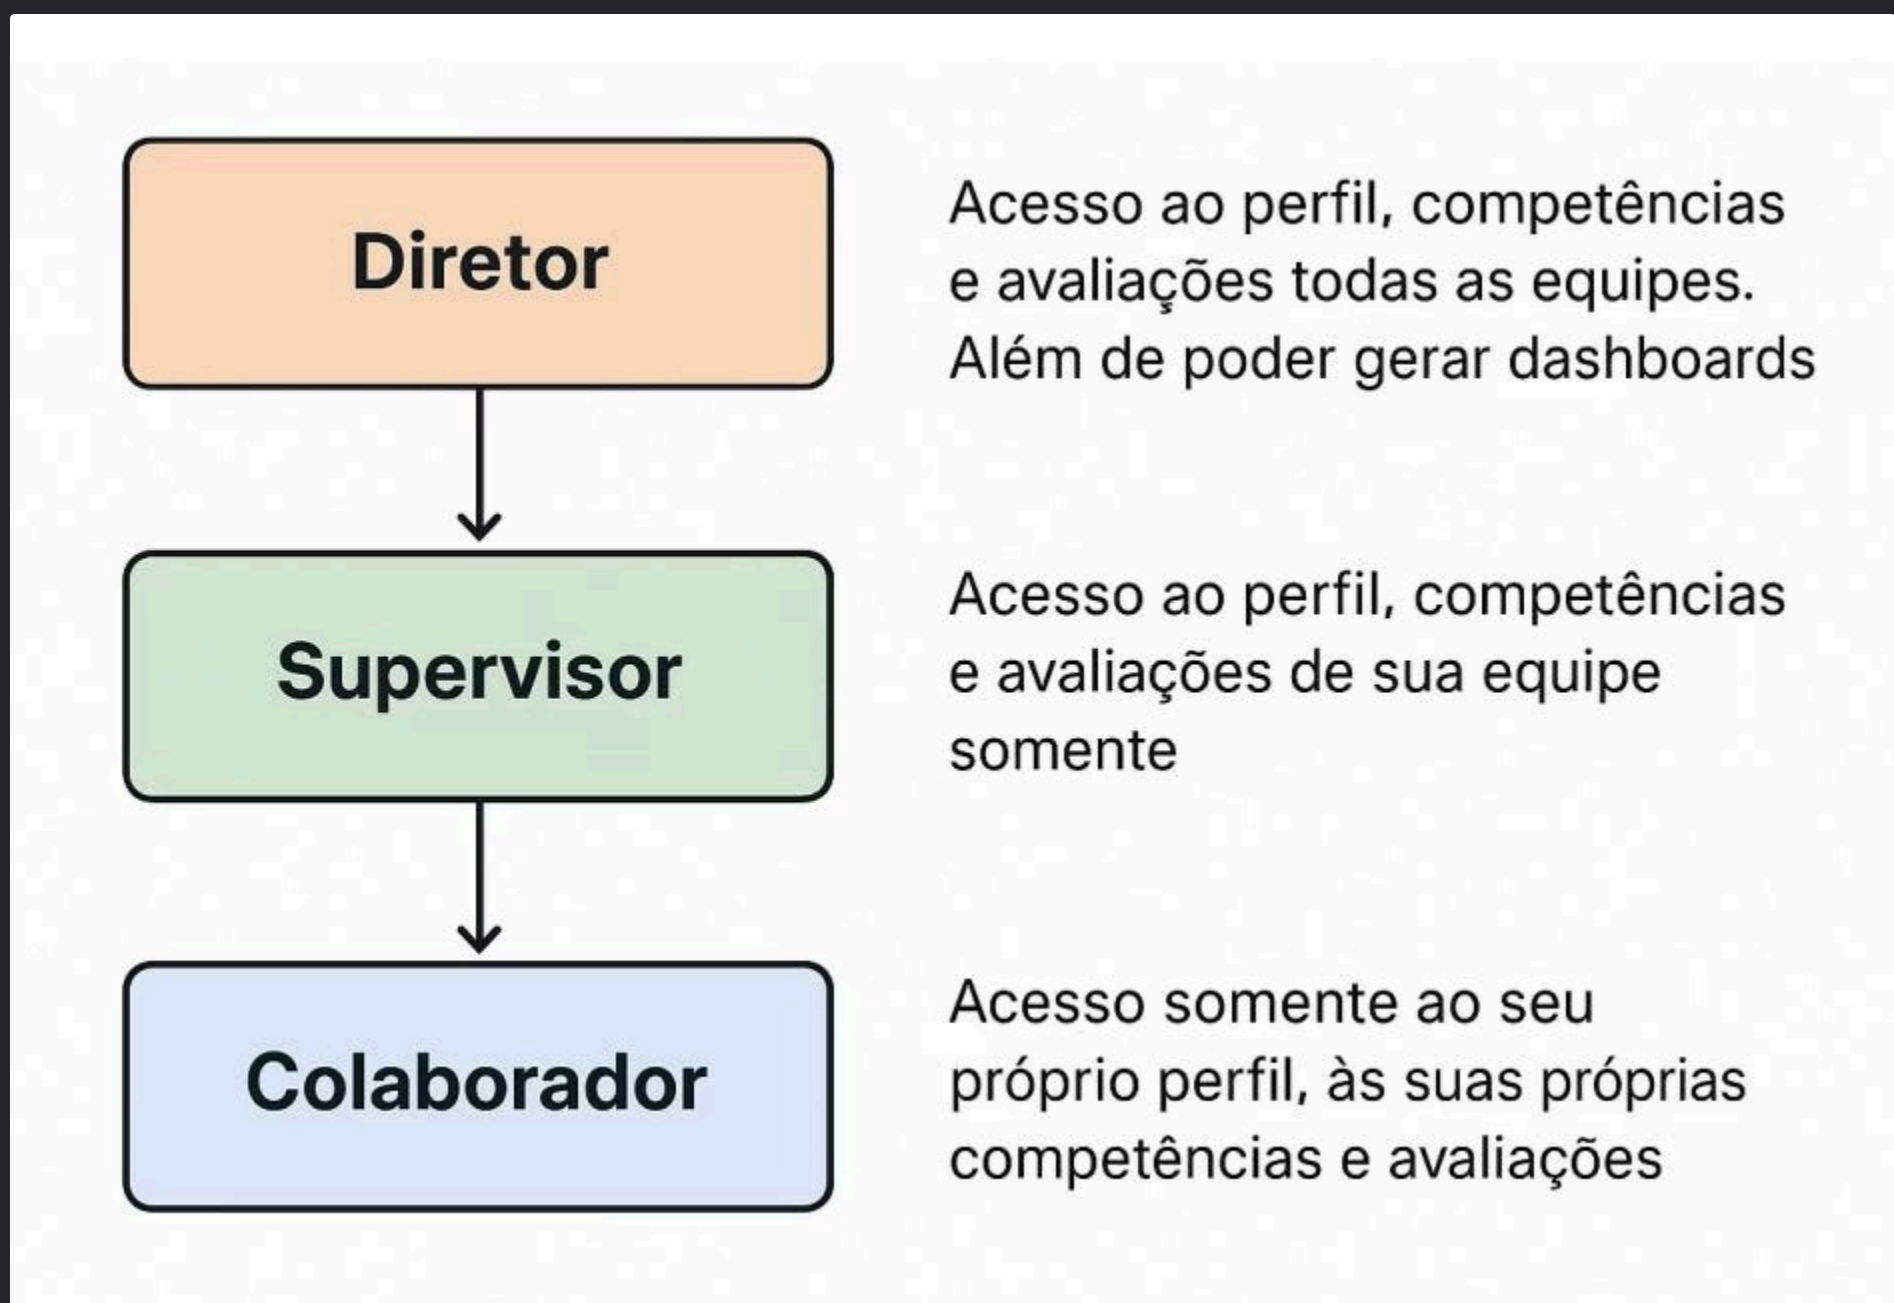 Diretor
Acesso ao perfil, competências
e avaliações todas as equipes.
Além de poder gerar dashboards
Supervisor
Acesso ao perfil, competências
e avaliações de sua equipe
somente
Colaborador
Acesso somente ao seu
próprio perfil, às suas próprias
competências e avaliações